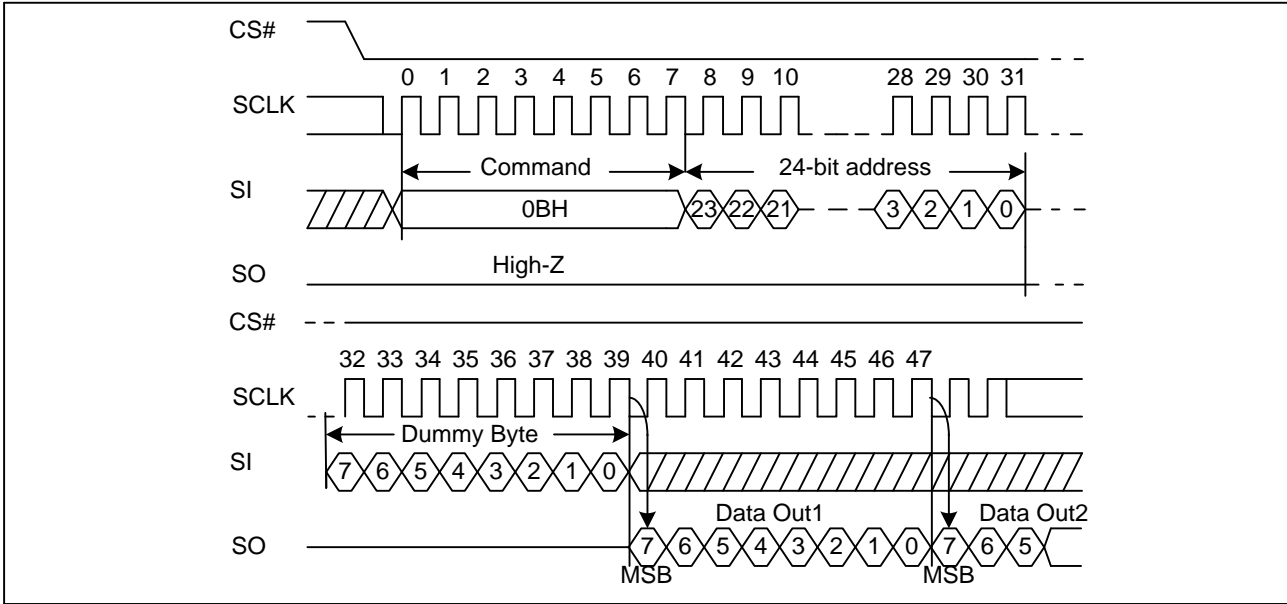 CS#
0 1 2 3 4 5 6 7 8 9 10 28 29 30 31
SCLK
Command 24-bit address
SI
0BH 23 22 21 3 2 1 0
High-Z
SO
CS#
32 33 34 35 36 37 38 39 40 41 42 43 44 45 46 47
SCLK
Dummy Byte
SI
7 6 5 4 3 2 1 0
Data Out1 Data Out2
SO
7 6 5 4 3 2 1 0 7 6 5
MSB MSB